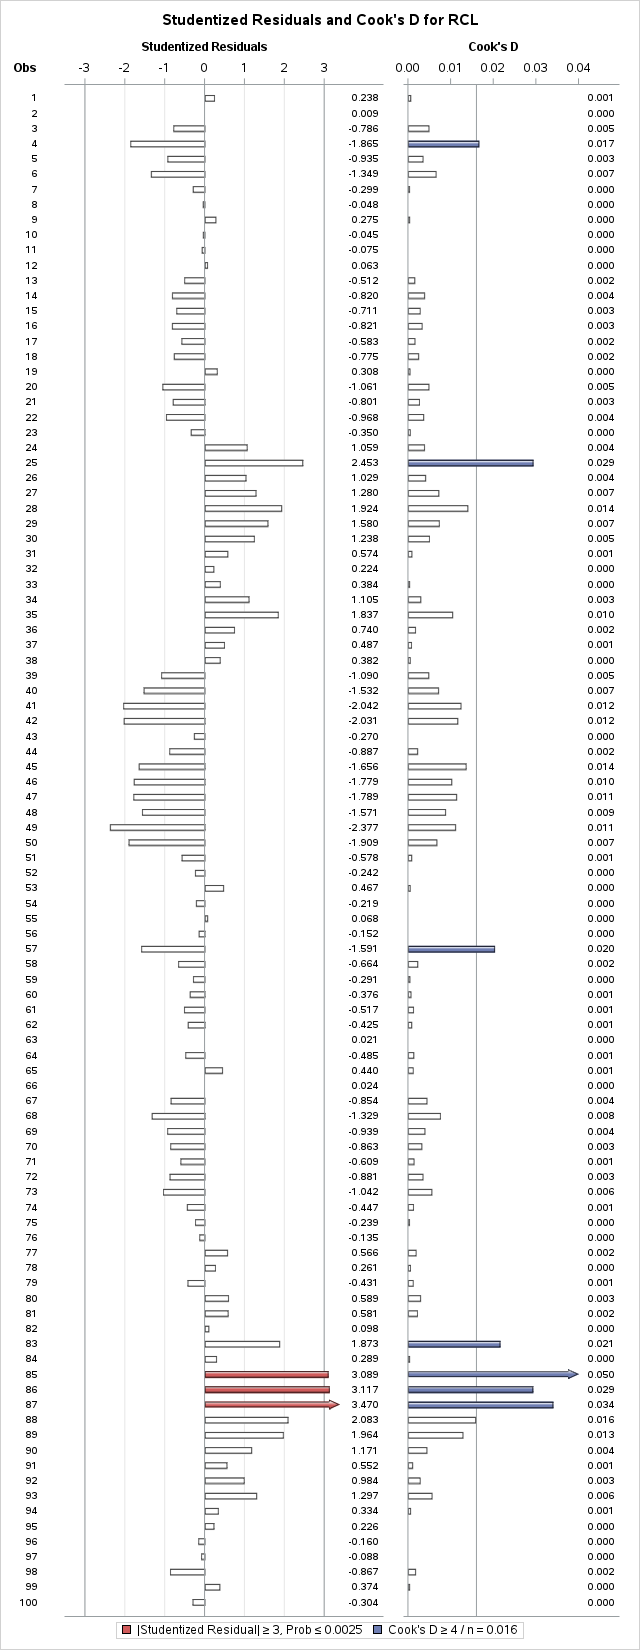 Studentized Residuals and Cook's D for RCL
Studentized Residuals Cook's D
Obs -3 -2 -1 0 1 2 3 0.00 0.01 0.02 0.03 0.04
1 0.238 0.001
2 0.009 0.000
3 -0.786 0.005
4 -1.865 0.017
5 -0.935 0.003
6 -1.349 0.007
7 -0.299 0.000
8 -0.048 0.000
9 0.275 0.000
10 -0.045 0.000
11 -0.075 0.000
12 0.063 0.000
13 -0.512 0.002
14 -0.820 0.004
15 -0.711 0.003
16 -0.821 0.003
17 -0.583 0.002
18 -0.775 0.002
19 0.308 0.000
20 -1.061 0.005
21 -0.801 0.003
22 -0.968 0.004
23 -0.350 0.000
24 1.059 0.004
25 2.453 0.029
26 1.029 0.004
27 1.280 0.007
28 1.924 0.014
29 1.580 0.007
30 1.238 0.005
31 0.574 0.001
32 0.224 0.000
33 0.384 0.000
34 1.105 0.003
35 1.837 0.010
36 0.740 0.002
37 0.487 0.001
38 0.382 0.000
39 -1.090 0.005
40 -1.532 0.007
41 -2.042 0.012
42 -2.031 0.012
43 -0.270 0.000
44 -0.887 0.002
45 -1.656 0.014
46 -1.779 0.010
47 -1.789 0.011
48 -1.571 0.009
49 -2.377 0.011
50 -1.909 0.007
51 -0.578 0.001
52 -0.242 0.000
53 0.467 0.000
54 -0.219 0.000
55 0.068 0.000
56 -0.152 0.000
57 -1.591 0.020
58 -0.664 0.002
59 -0.291 0.000
60 -0.376 0.001
61 -0.517 0.001
62 -0.425 0.001
63 0.021 0.000
64 -0.485 0.001
65 0.440 0.001
66 0.024 0.000
67 -0.854 0.004
68 -1.329 0.008
69 -0.939 0.004
70 -0.863 0.003
71 -0.609 0.001
72 -0.881 0.003
73 -1.042 0.006
74 -0.447 0.001
75 -0.239 0.000
76 -0.135 0.000
77 0.566 0.002
78 0.261 0.000
79 -0.431 0.001
80 0.589 0.003
81 0.581 0.002
82 0.098 0.000
83 1.873 0.021
84 0.289 0.000
85 3.089 0.050
86 3.117 0.029
87 3.470 0.034
88 2.083 0.016
89 1.964 0.013
90 1.171 0.004
91 0.552 0.001
92 0.984 0.003
93 1.297 0.006
94 0.334 0.001
95 0.226 0.000
96 -0.160 0.000
97 -0.088 0.000
98 -0.867 0.002
99 0.374 0.000
100 -0.304 0.000
|Studentized Residual| ≥ 3, Prob ≤ 0.0025 Cook's D ≥ 4 / n = 0.016